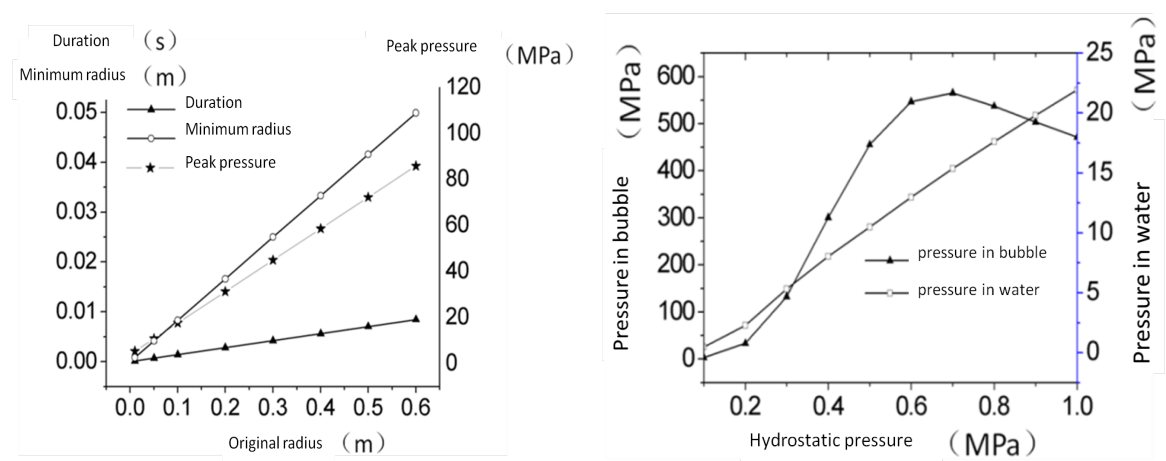 Duration （s）
Minimum radius （m）
Peak pressure （MPa）
Duration
Minimum radius
Peak pressure
0.05
0.04
0.03
0.02
0.01
0.00
120
100
80
60
40
20
0
0.0 0.1 0.2 0.3 0.4 0.5 0.6
Original radius （m）
Pressure in bubble （MPa）
600
500
400
300
200
100
0
pressure in bubble
pressure in water
25
20
15
10
5
0
Pressure in water （MPa）
0.2 0.4 0.6 0.8 1.0
Hydrostatic pressure （MPa）